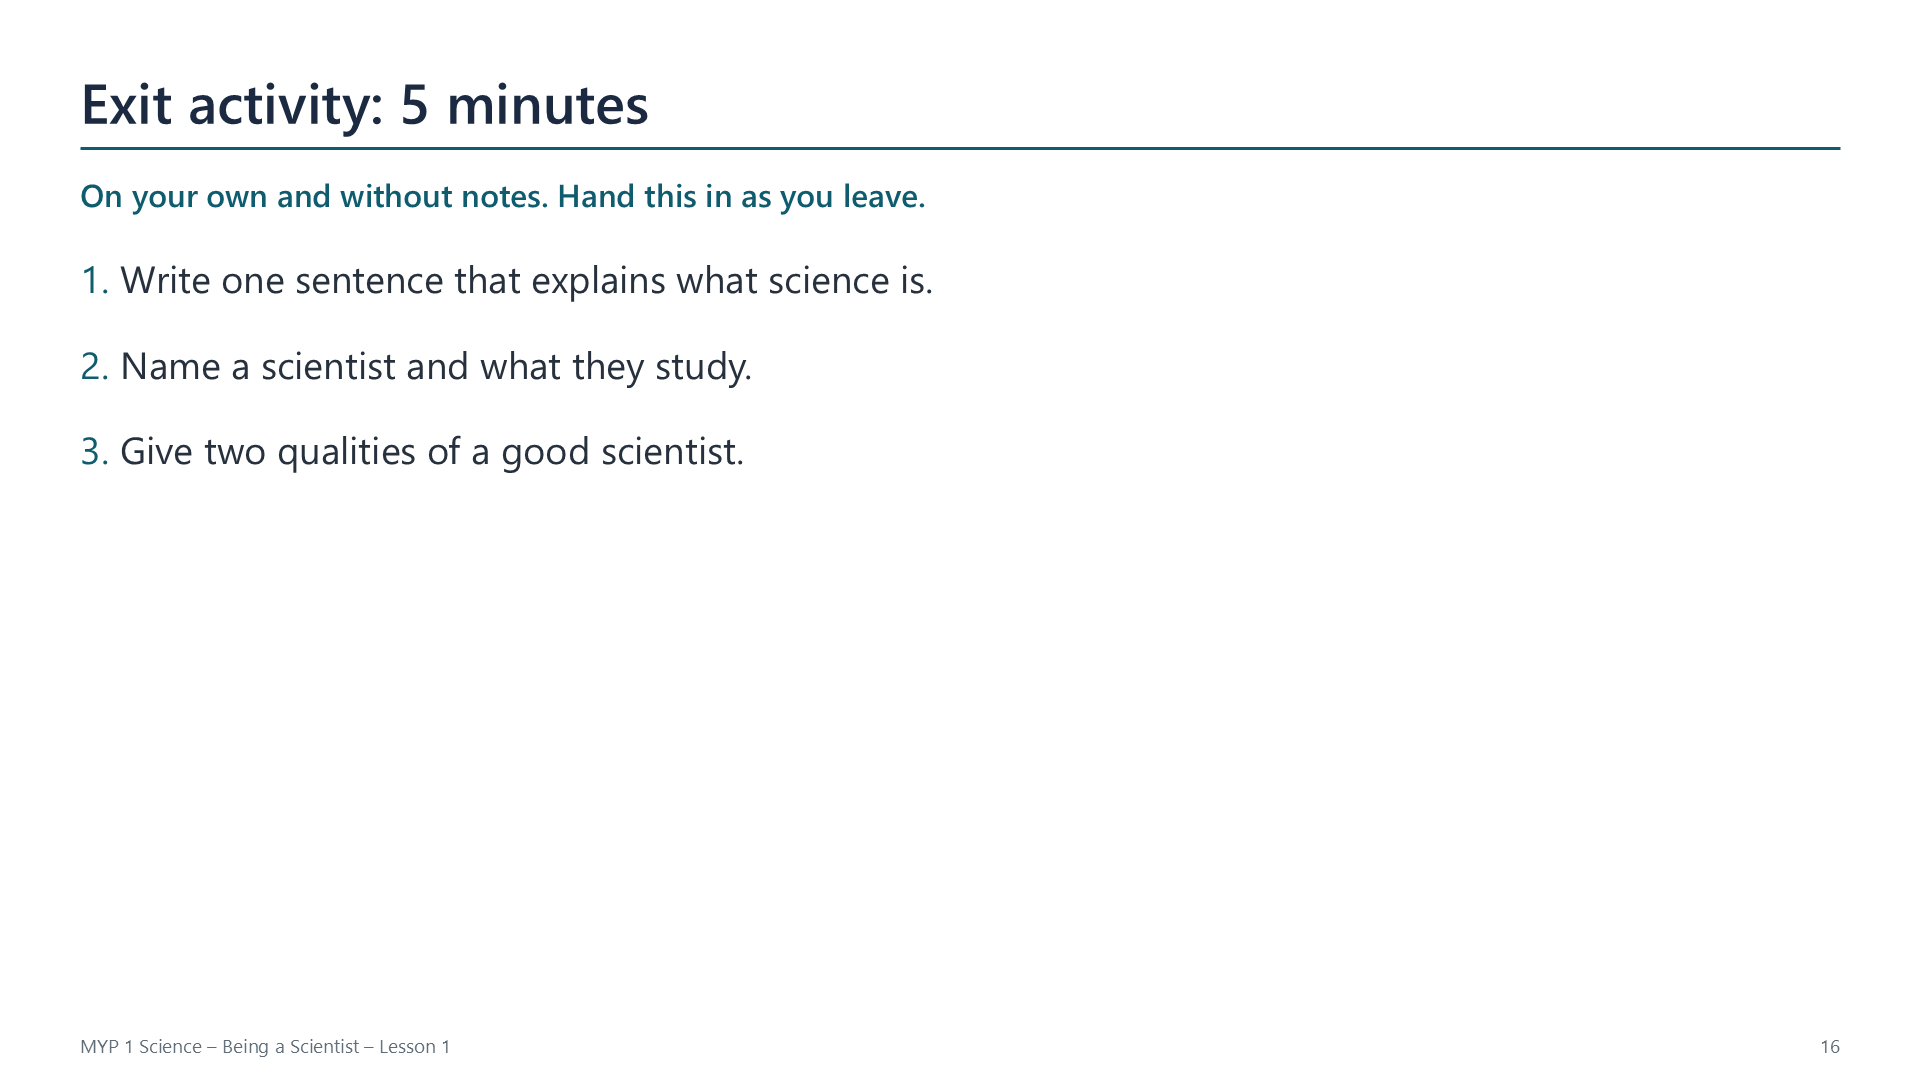 Exit activity: 5 minutes
On your own and without notes. Hand this in as you leave.
1. Write one sentence that explains what science is.
2. Name a scientist and what they study.
3. Give two qualities of a good scientist.
MYP 1 Science – Being a Scientist – Lesson 1
16